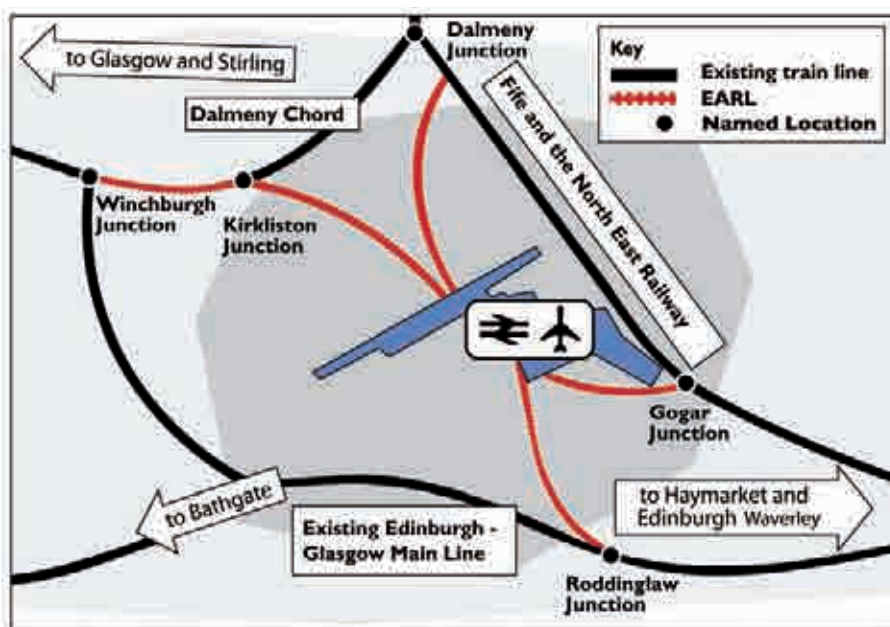 Dalmeny
Junction
to Glasgow and Stirling
Key
Existing train line
EARL
Named Location
Dalmeny Chord
Fife and the North East Railway
Winchburgh
Junction
Kirkliston
Junction
Gogar
Junction
to Bathgate
Existing Edinburgh -
Glasgow Main Line
to Haymarket and
Edinburgh Waverley
Roddinglaw
Junction